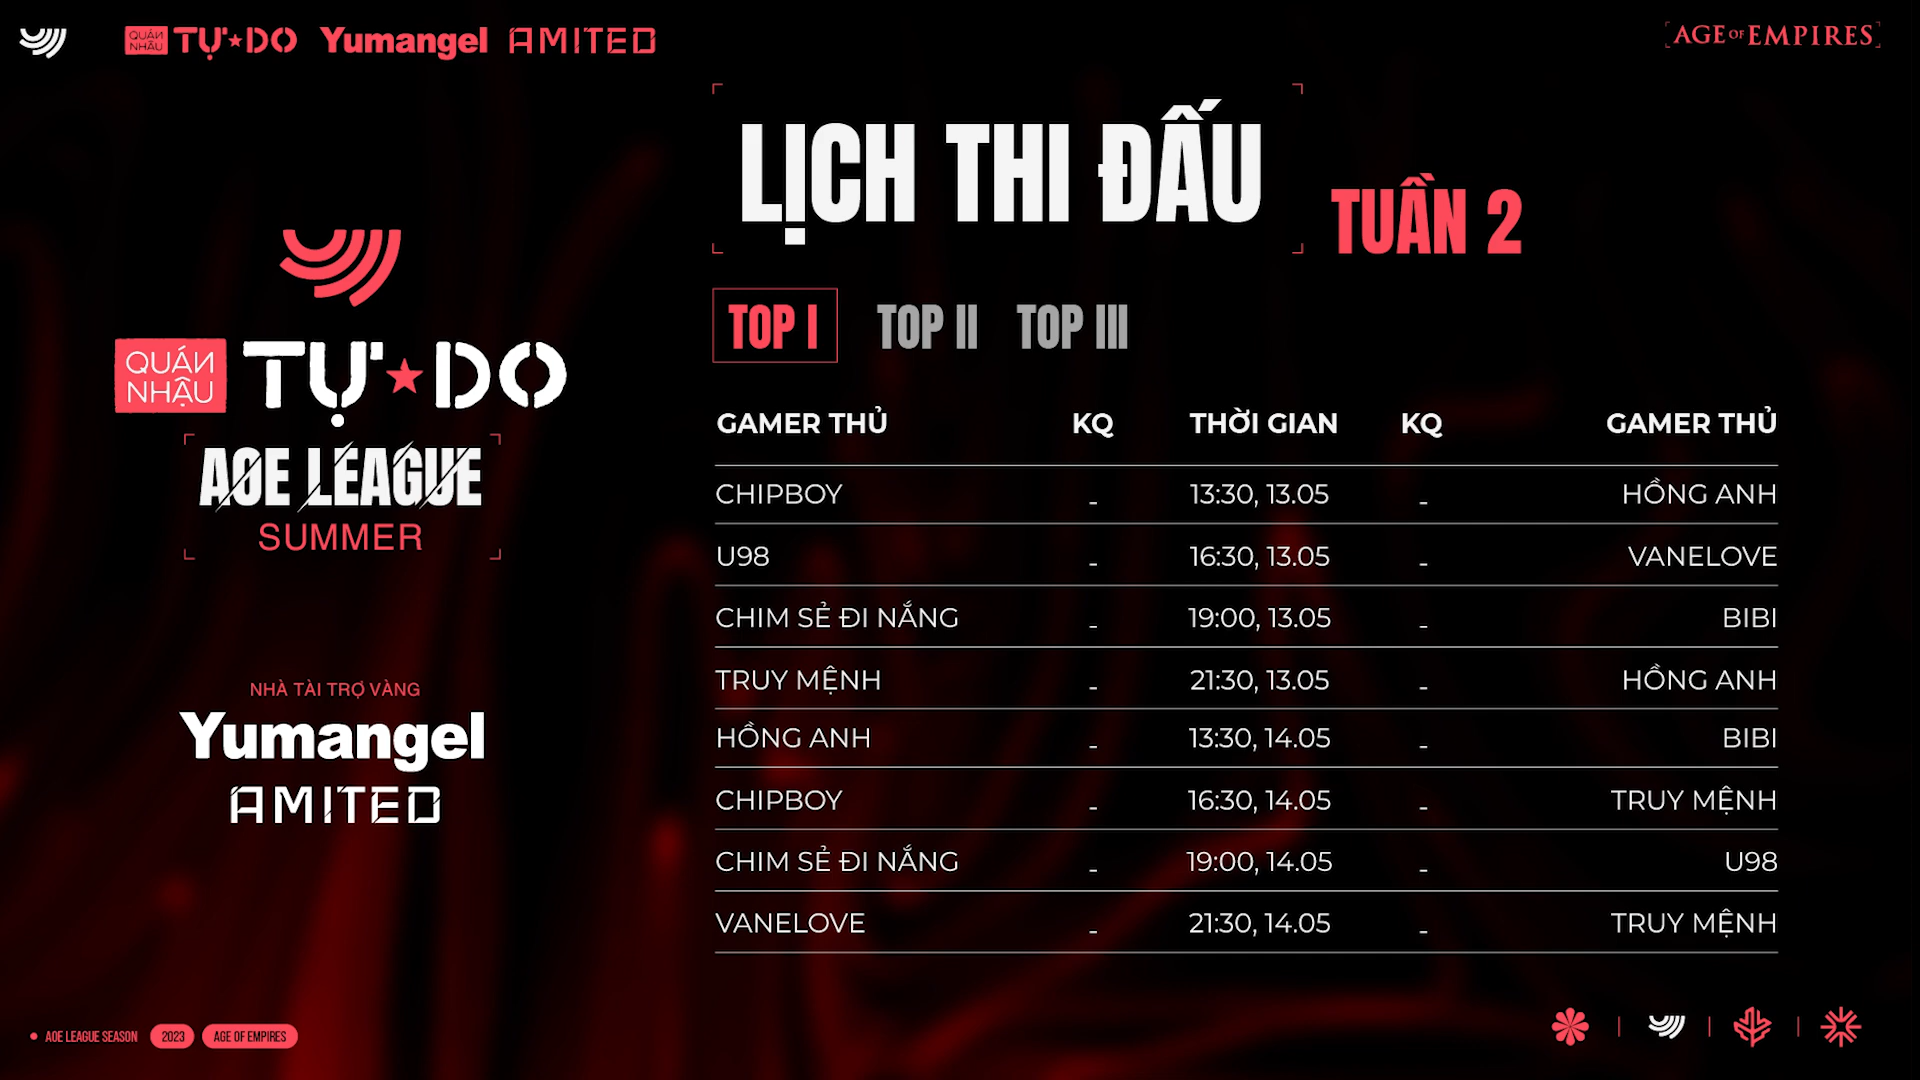 QUÁN NHẬU TỰ DO Yumangel AMITED
AGE OF EMPIRES
LỊCH THI ĐẤU
TUẦN 2
TOP I TOP II TOP III
QUÁN
NHẬU
TỰ DO
AOE LEAGUE
SUMMER
NHÀ TÀI TRỢ VÀNG
Yumangel
AMITED
GAMER THỦ KQ THỜI GIAN KQ GAMER THỦ
CHIPBOY - 13:30, 13.05 - HỒNG ANH
U98 - 16:30, 13.05 - VANELOVE
CHIM SẺ ĐI NẮNG - 19:00, 13.05 - BIBI
TRUY MỆNH - 21:30, 13.05 - HỒNG ANH
HỒNG ANH - 13:30, 14.05 - BIBI
CHIPBOY - 16:30, 14.05 - TRUY MỆNH
CHIM SẺ ĐI NẮNG - 19:00, 14.05 - U98
VANELOVE - 21:30, 14.05 - TRUY MỆNH
AOE LEAGUE SEASON 2023 AGE OF EMPIRES